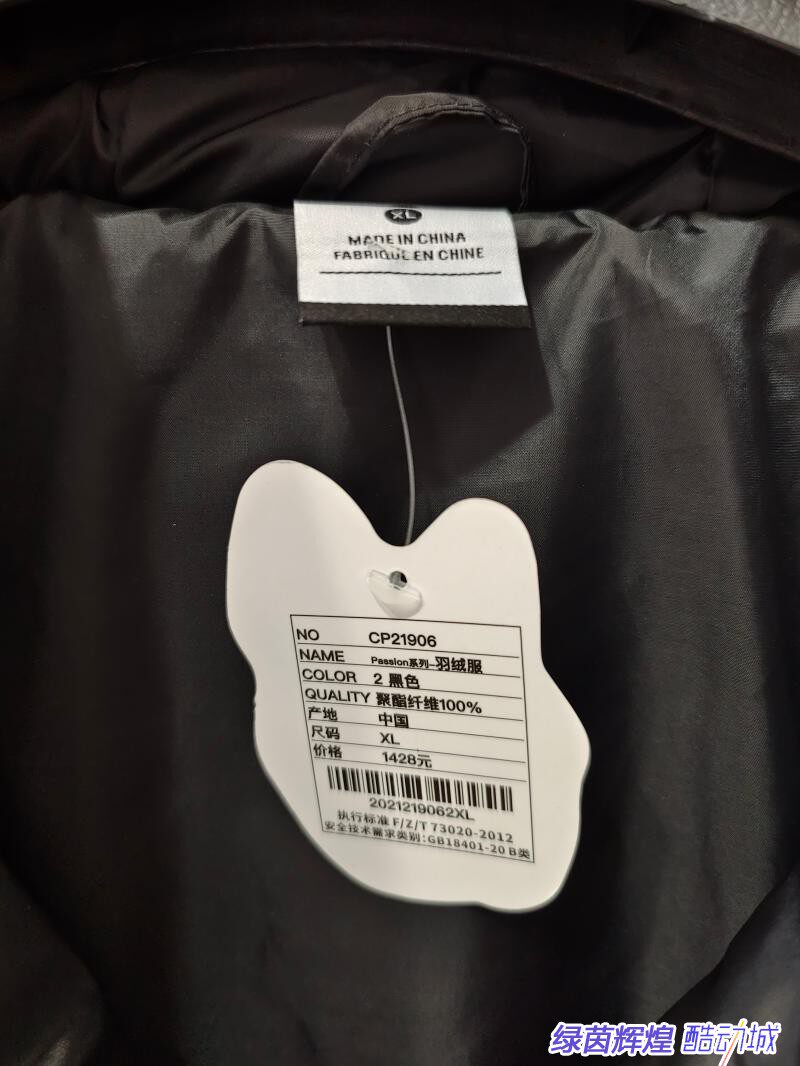 XL
MADE IN CHINA
FABRIQUE EN CHINE
NO CP21906
NAME Passion系列-羽绒服
COLOR 2 黑色
QUALITY 聚酯纤维100%
产地 中国
尺码 XL
价格 1428元
2021219062XL
执行标准 F/Z/T 73020-2012
安全技术需求类别:GB18401-20 B类
绿茵辉煌 酷动城